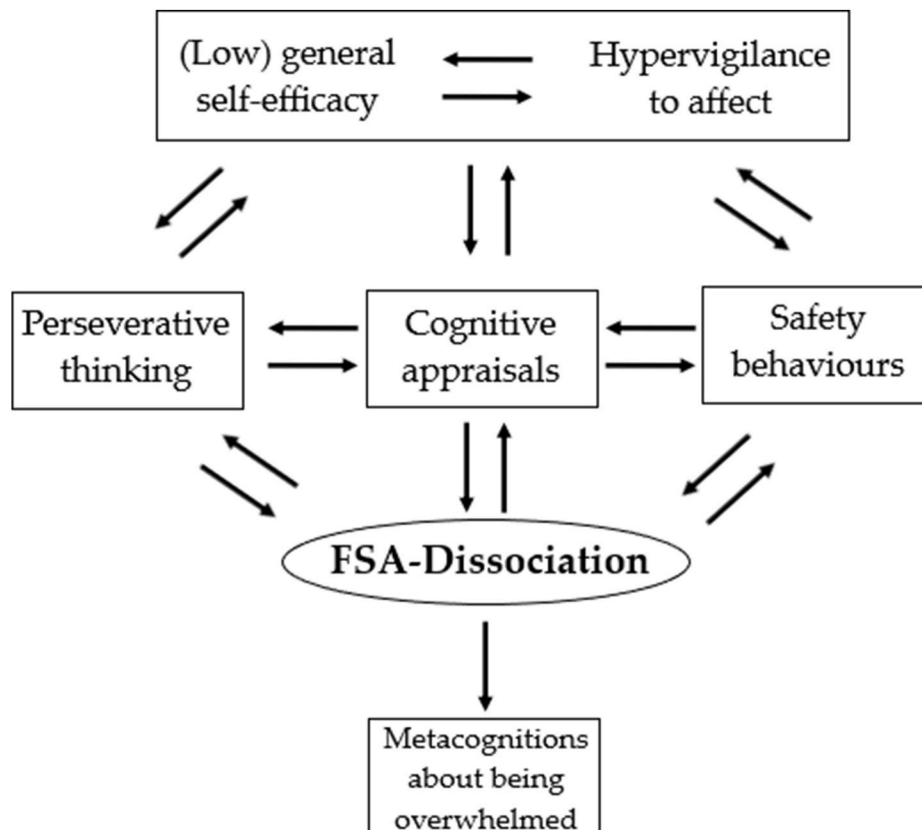 (Low) general
self-efficacy
Hypervigilance
to affect
Perseverative
thinking
Cognitive
appraisals
Safety
behaviours
FSA-Dissociation
Metacognitions
about being
overwhelmed